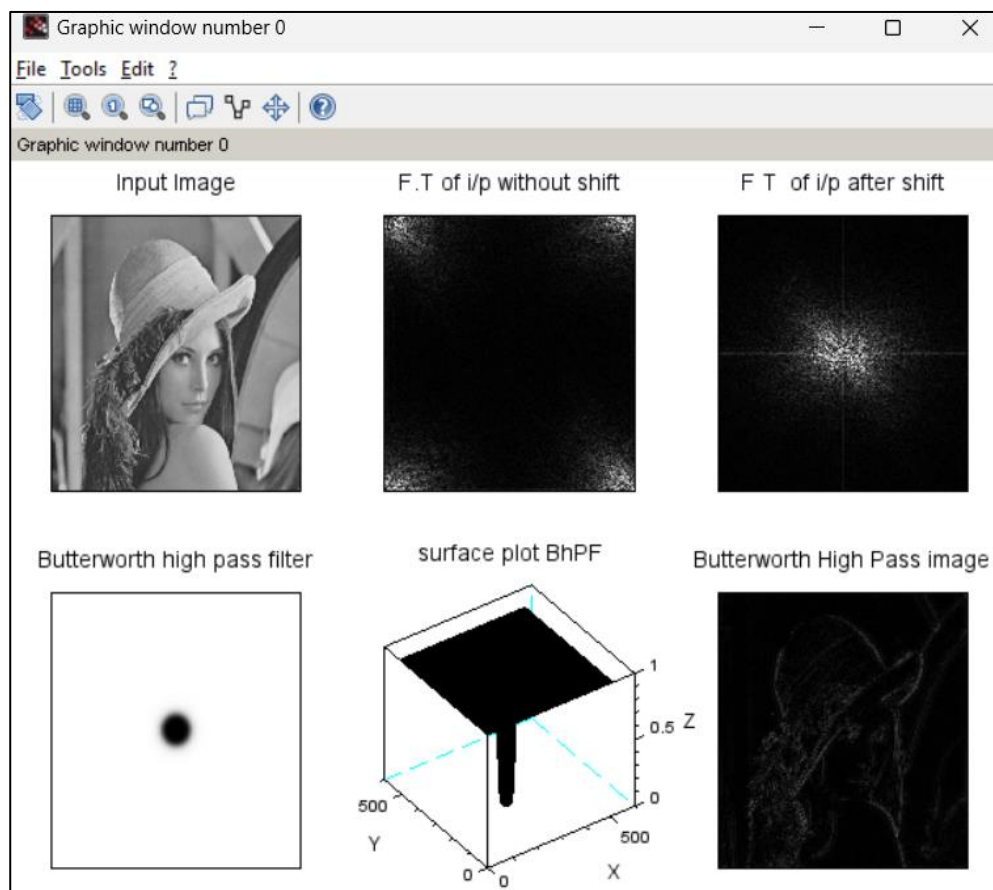 Graphic window number 0
File Tools Edit ?
Graphic window number 0
Input Image
F.T of i/p without shift
F T of i/p after shift
Butterworth high pass filter
surface plot BhPF
Butterworth High Pass image
1
0.5
Z
0
500
Y
0
0
X
500